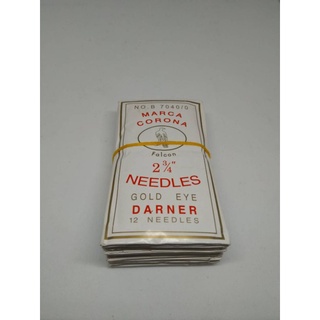 NO. B 7040/0
MARCA
CORONA
Falcon
2 3/4"
NEEDLES
GOLD EYE
DARNER
12 NEEDLES